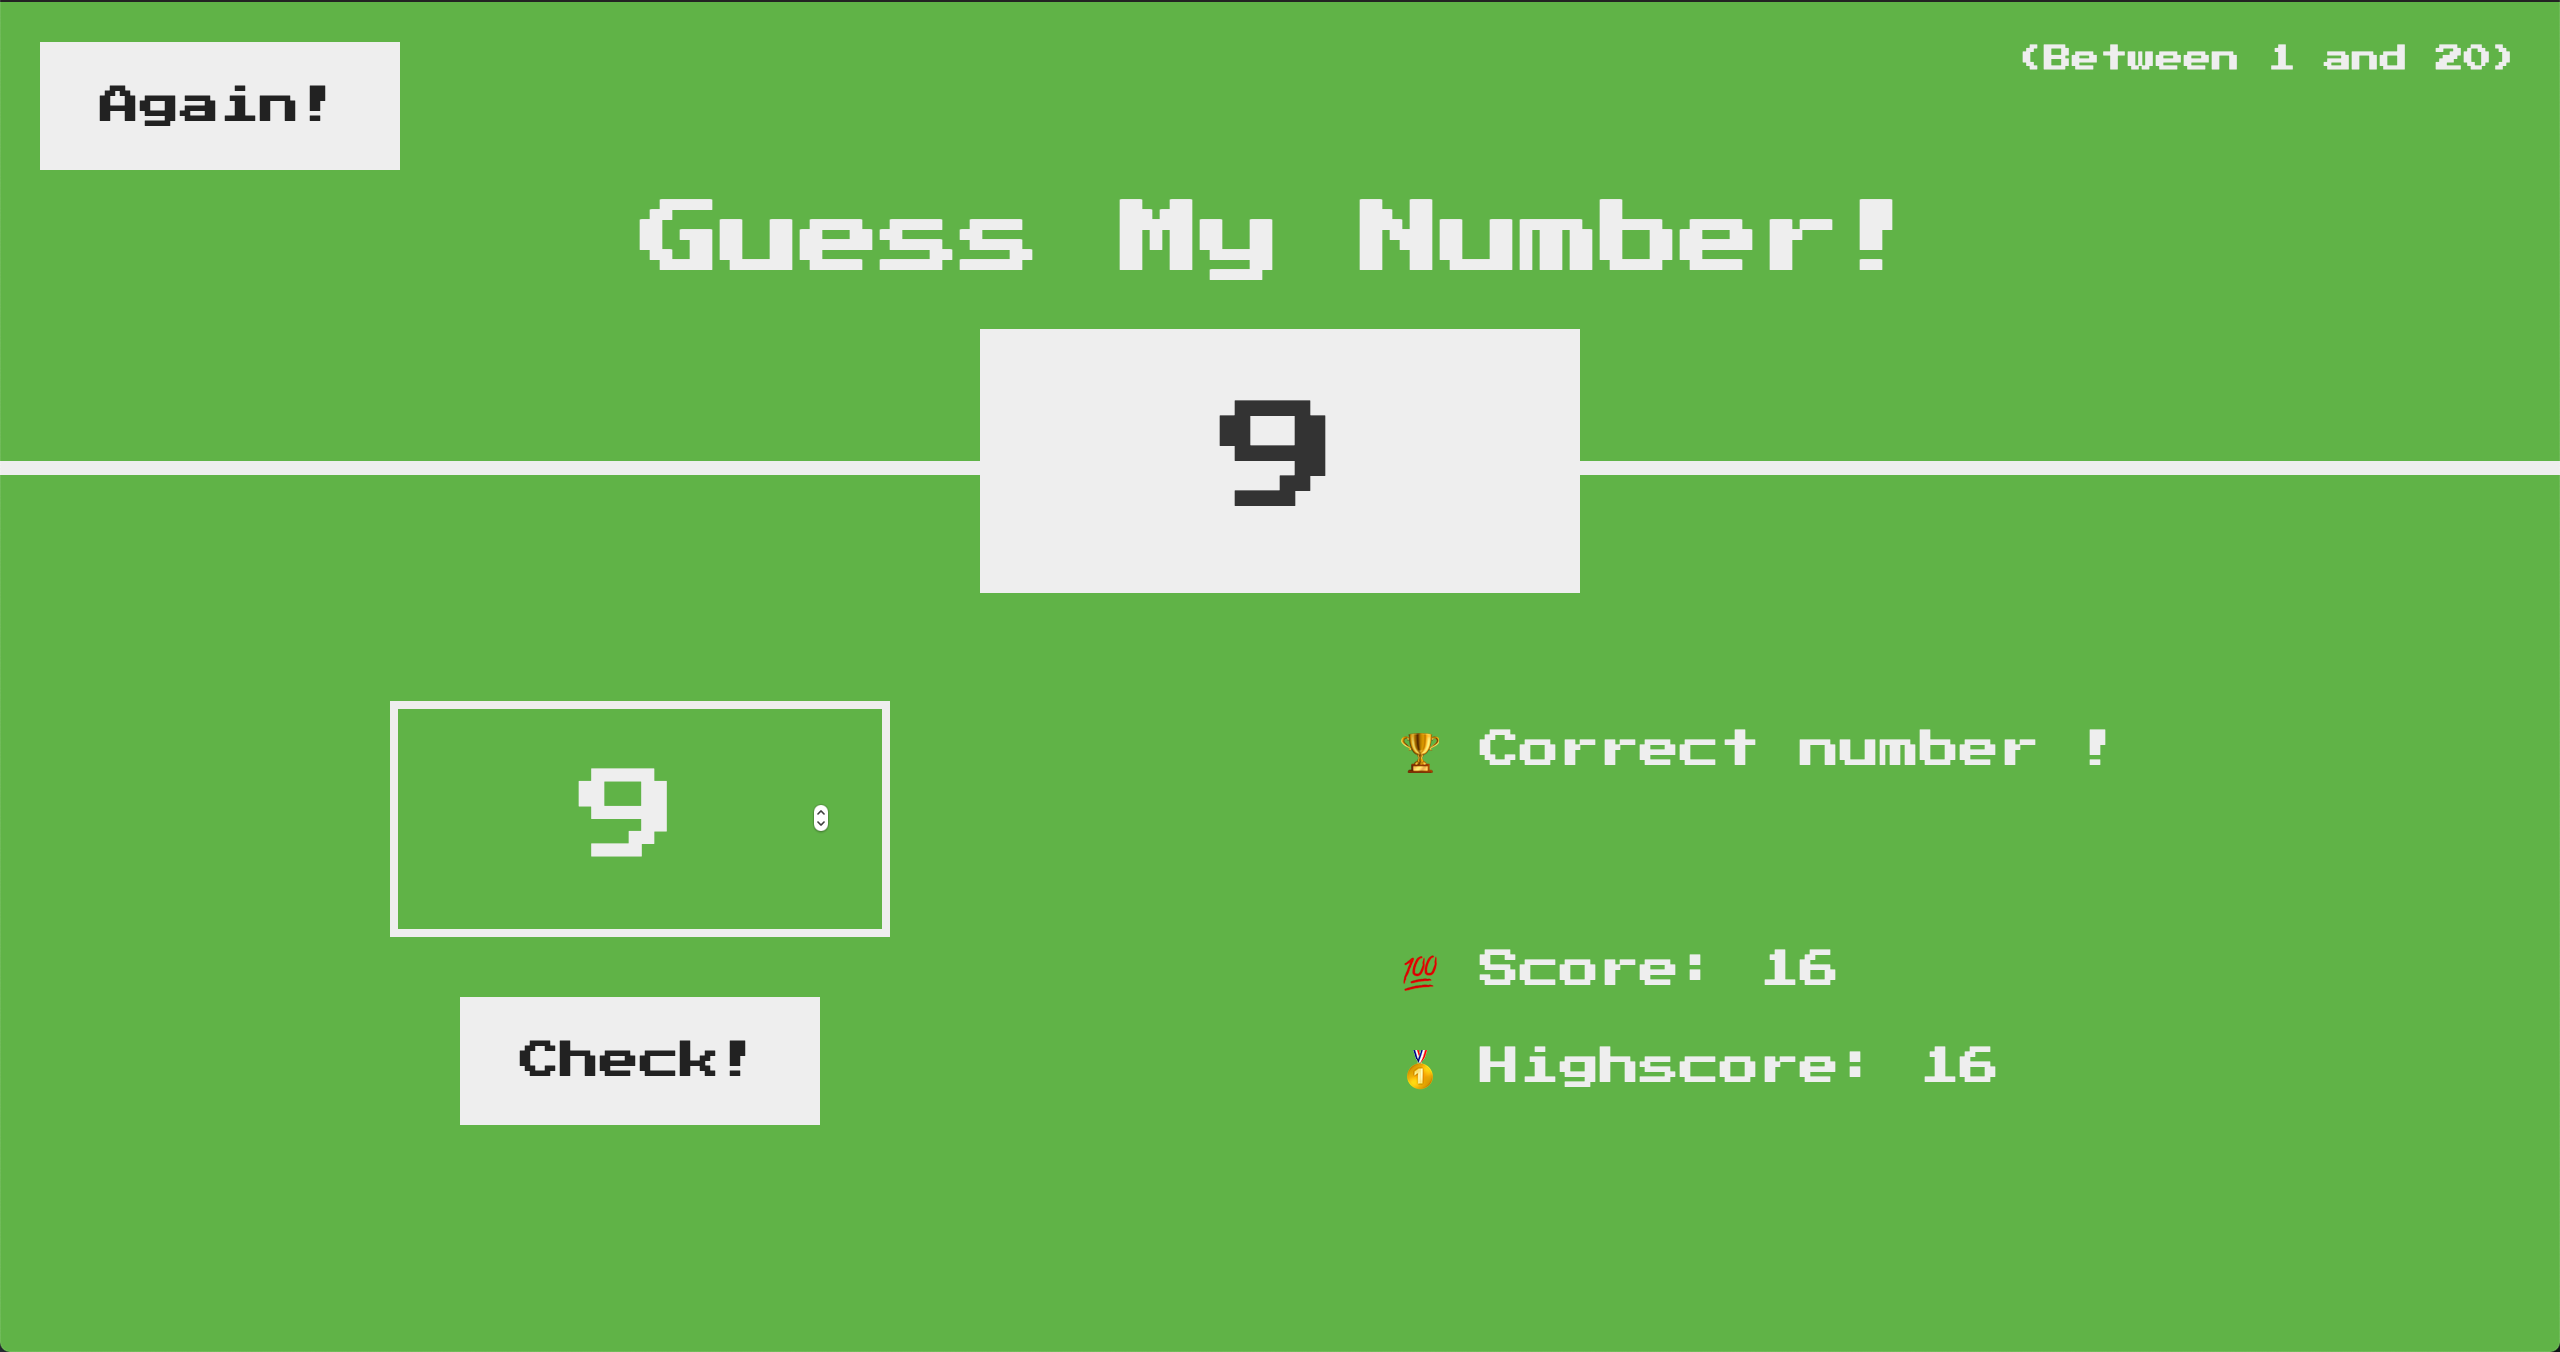 Again!
(Between 1 and 20)
Guess My Number!
9
9
🏆 Correct number !
Check!
💯 Score: 16
🥇 Highscore: 16